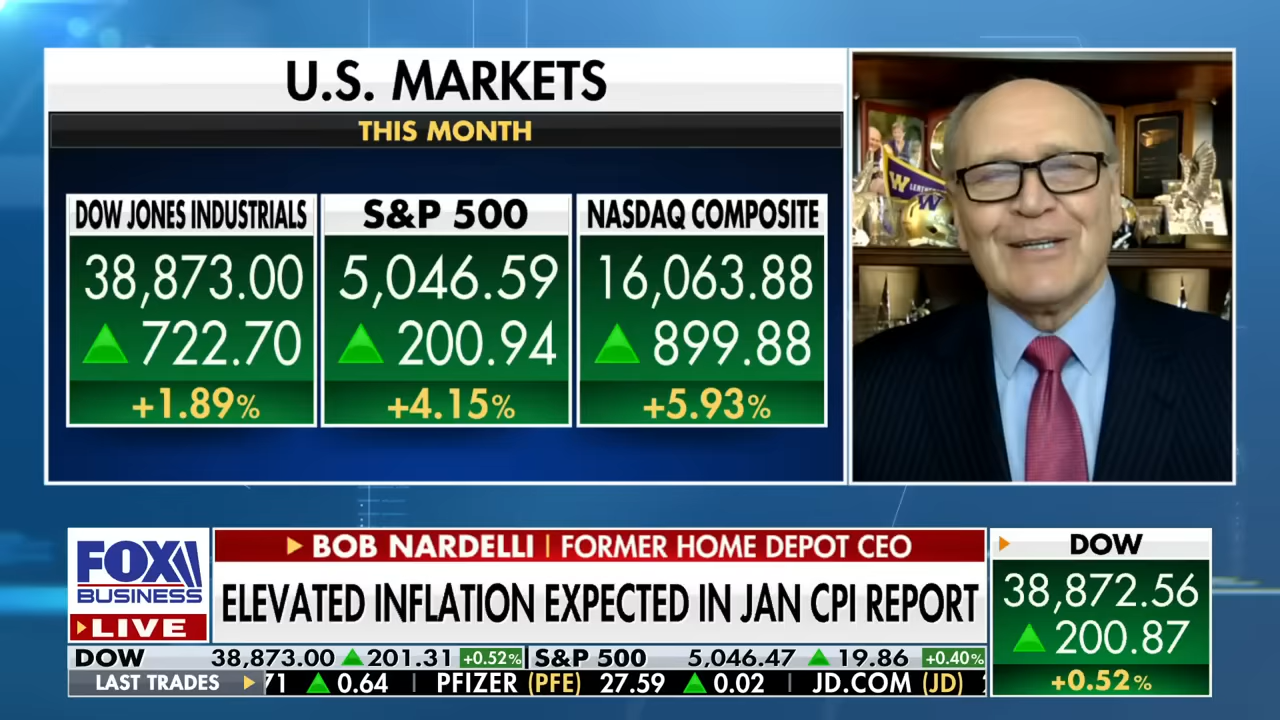 U.S. MARKETS
THIS MONTH
DOW JONES INDUSTRIALS
38,873.00
▲ 722.70
+1.89%
S&P 500
5,046.59
▲ 200.94
+4.15%
NASDAQ COMPOSITE
16,063.88
▲ 899.88
+5.93%
W
W
FOX
BUSINESS
LIVE
BOB NARDELLI | FORMER HOME DEPOT CEO
ELEVATED INFLATION EXPECTED IN JAN CPI REPORT
DOW
38,872.56
▲ 200.87
+0.52%
DOW 38,873.00 ▲ 201.31 +0.52% S&P 500 5,046.47 ▲ 19.86 +0.40%
LAST TRADES 71 ▲ 0.64 | PFIZER (PFE) 27.59 ▲ 0.02 | JD.COM (JD)